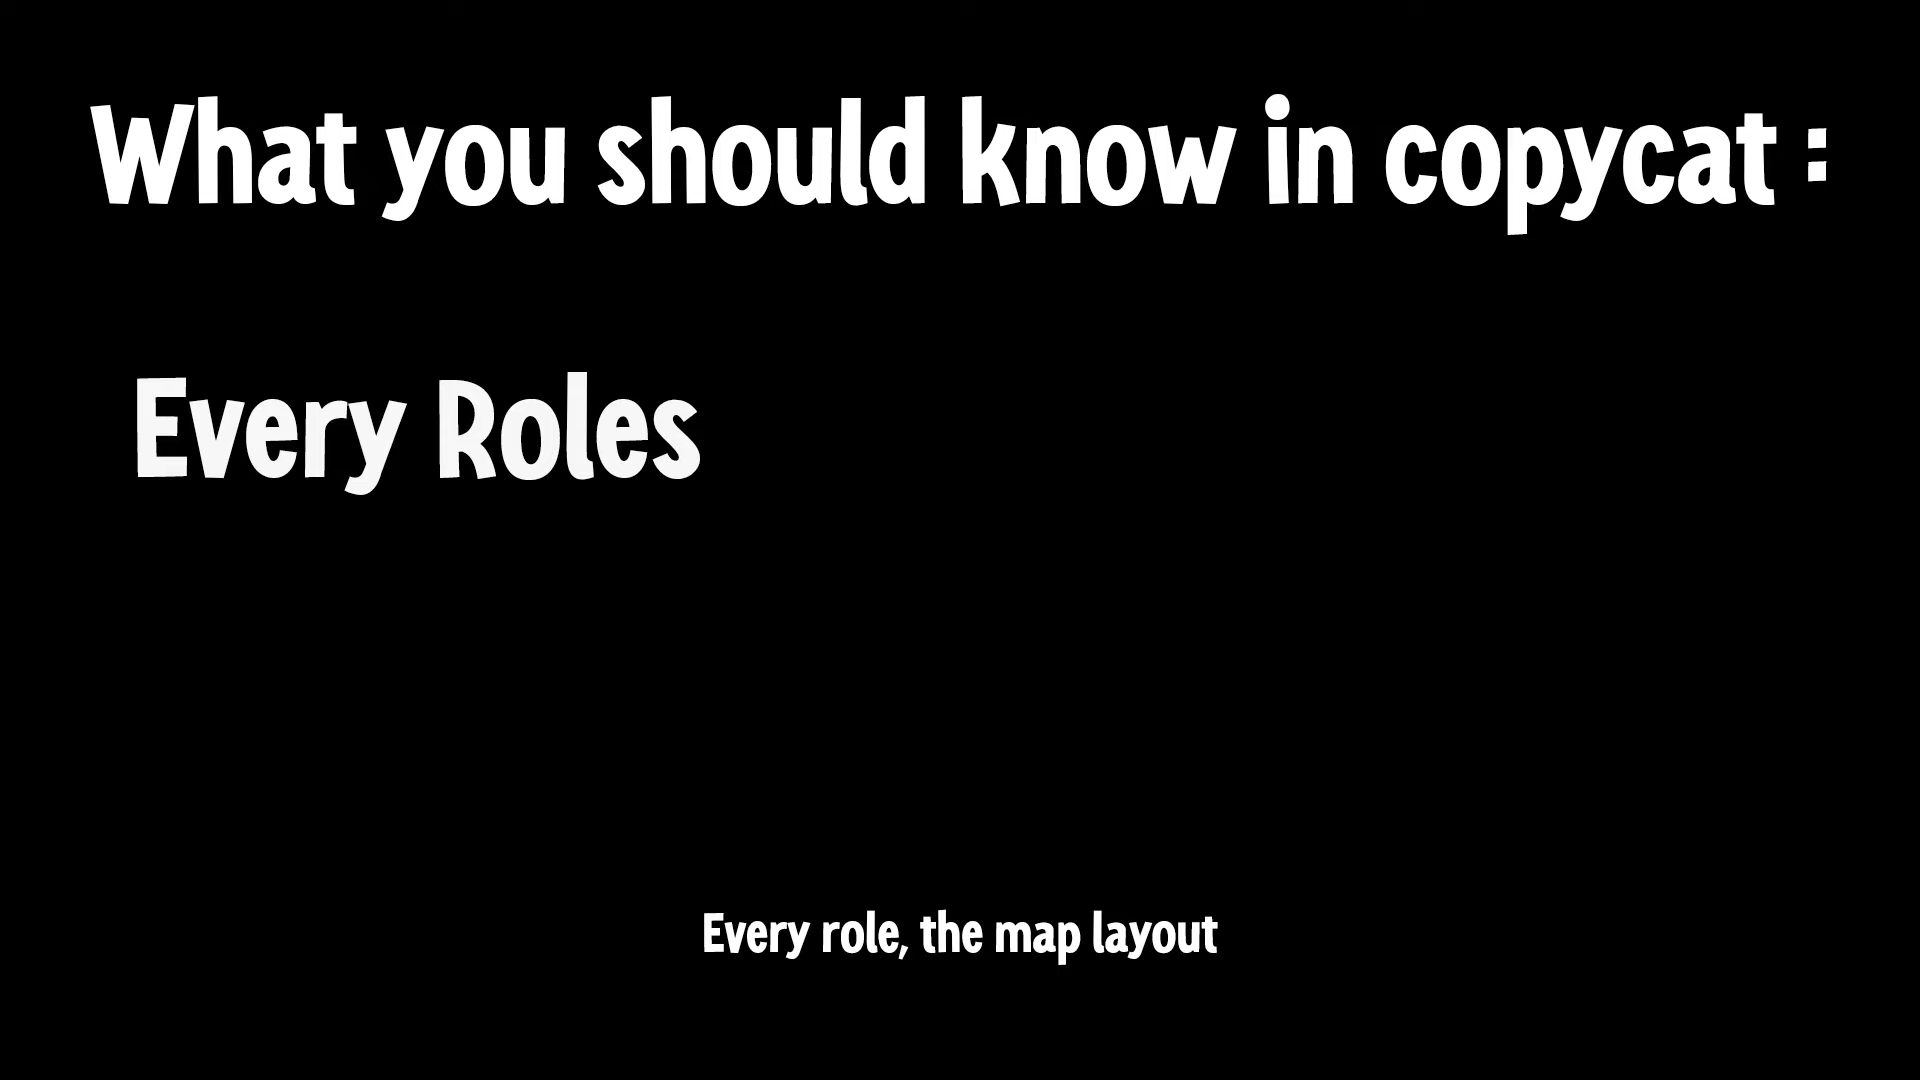 What you should know in copycat :
Every Roles
Every role, the map layout